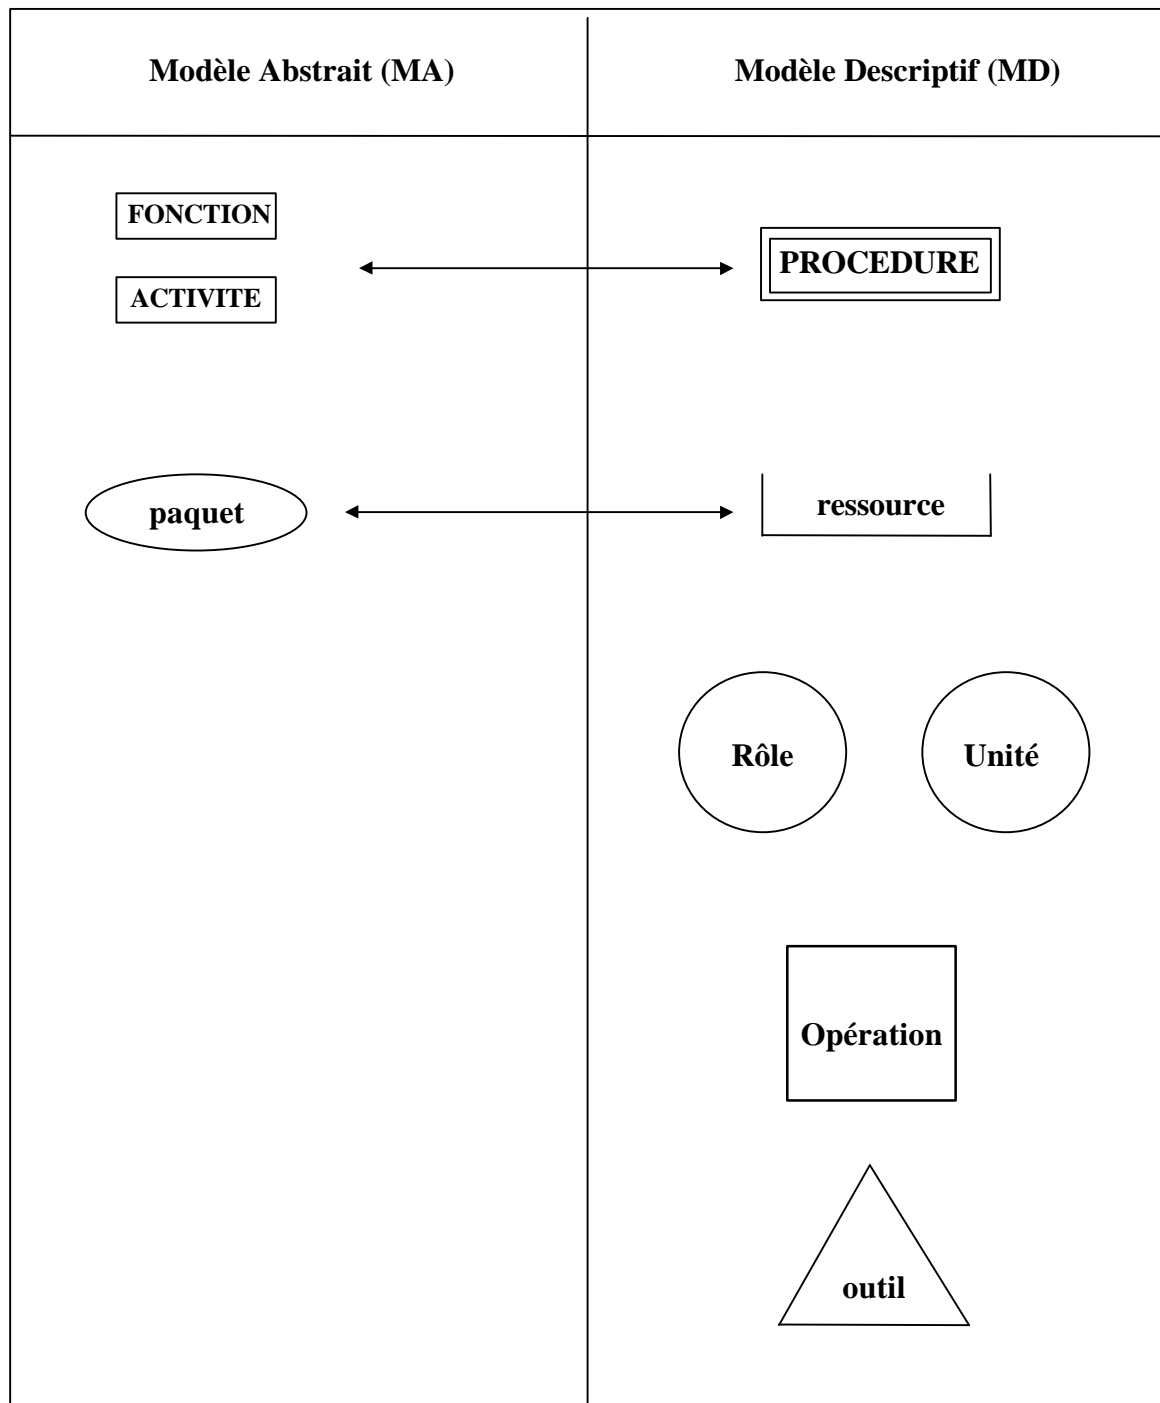 Modèle Abstrait (MA)
Modèle Descriptif (MD)
FONCTION
ACTIVITE
PROCEDURE
paquet
ressource
Rôle
Unité
Opération
outil